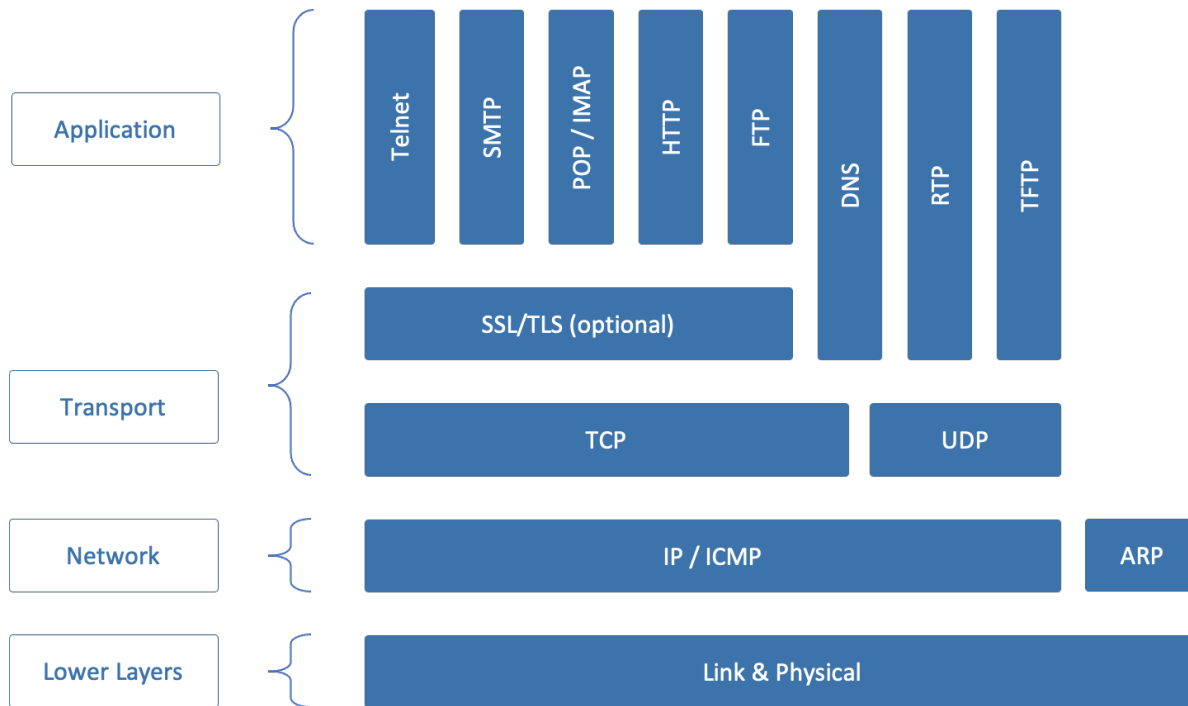 Application
Telnet
SMTP
POP / IMAP
HTTP
FTP
DNS
RTP
TFTP
SSL/TLS (optional)
Transport
TCP
UDP
Network
IP / ICMP
ARP
Lower Layers
Link & Physical